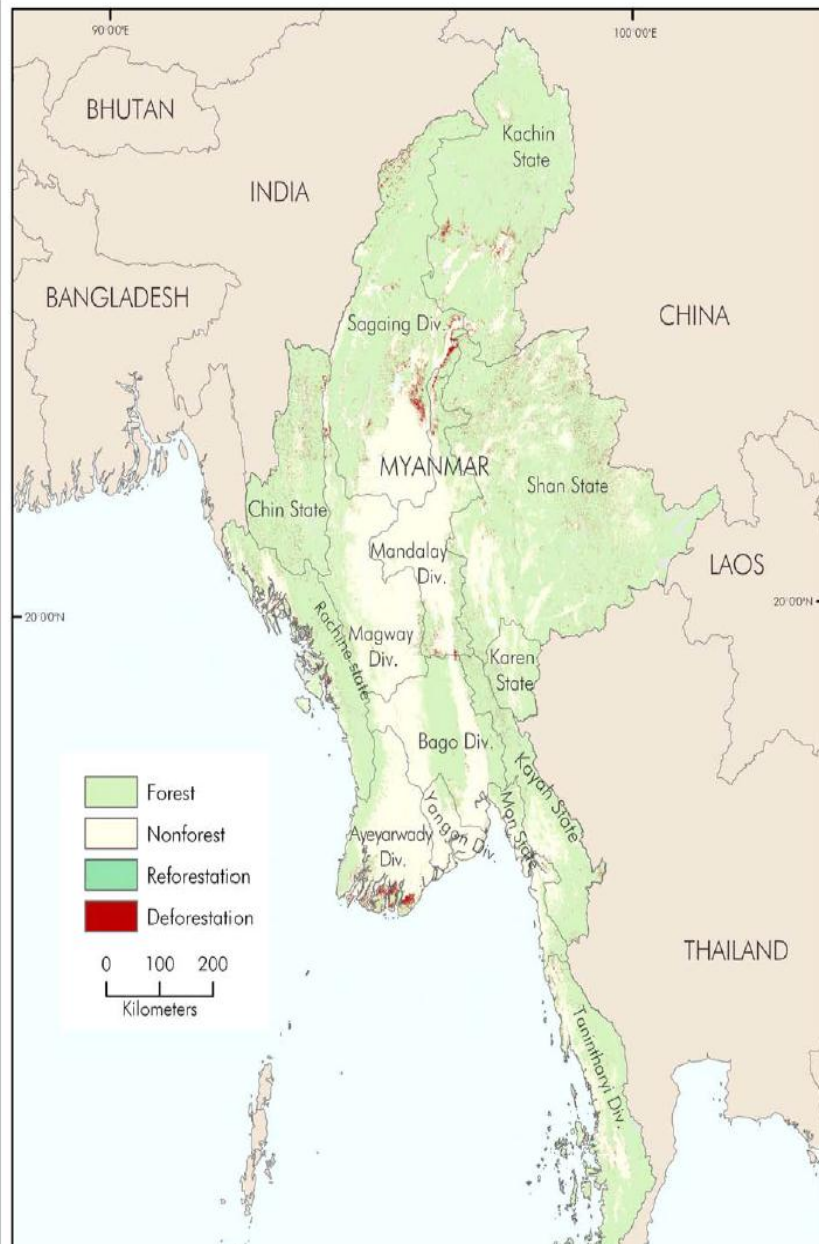 90°00'E
100°00'E
BHUTAN
Kachin
State
INDIA
BANGLADESH
CHINA
Sagaing Div.
MYANMAR
Shan State
Chin State
Mandalay
Div.
LAOS
20°00'N
20°00'N
Rachine state
Magway
Div.
Karen
State
Bago Div.
Kayah State
Mon State
Yangon Div.
Ayeyarwady
Div.
Forest
Nonforest
Reforestation
Deforestation
0 100 200
Kilometers
THAILAND
Tanintharyi Div.